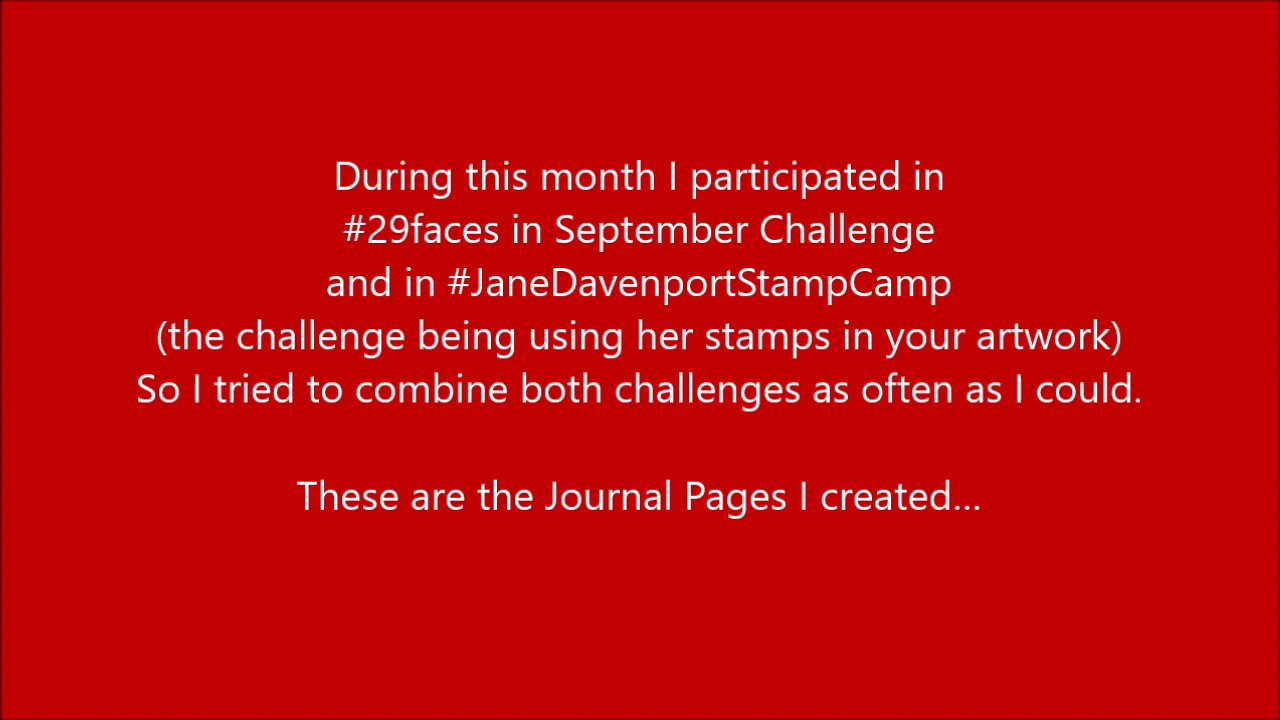 During this month I participated in
#29faces in September Challenge
and in #JaneDavenportStampCamp
(the challenge being using her stamps in your artwork)
So I tried to combine both challenges as often as I could.
These are the Journal Pages I created...